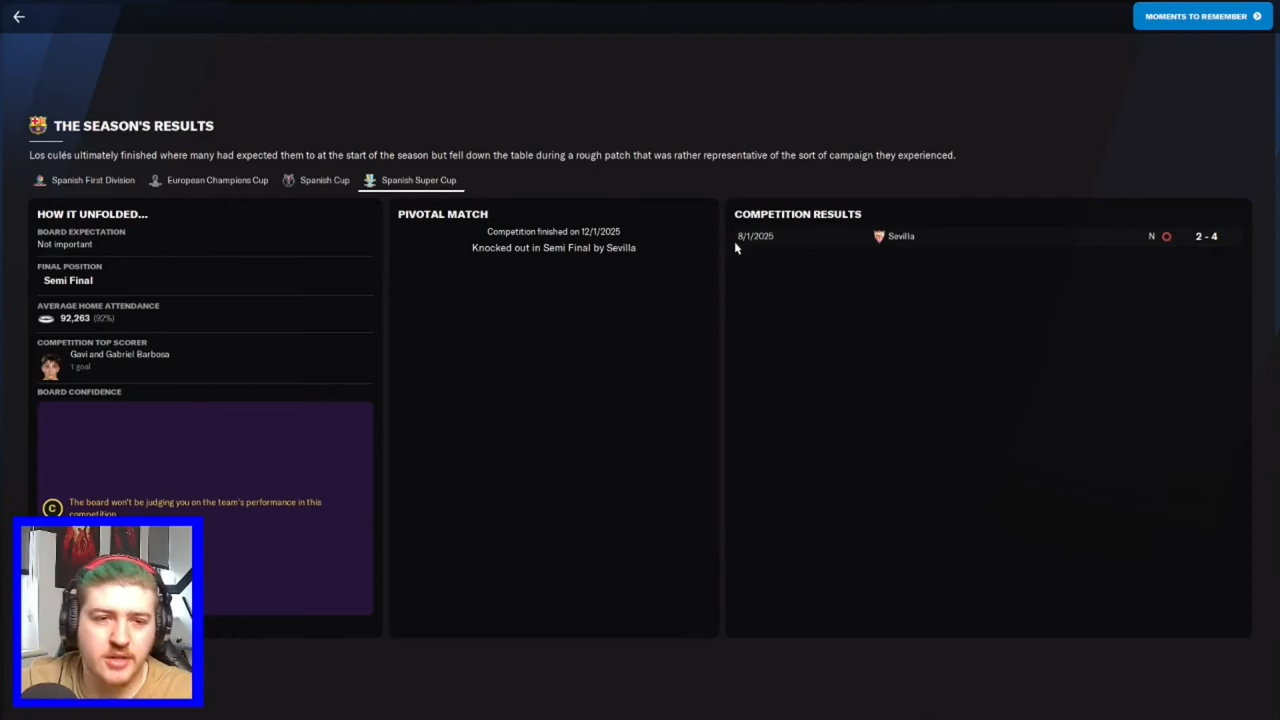 MOMENTS TO REMEMBER
THE SEASON'S RESULTS
Los culés ultimately finished where many had expected them to at the start of the season but fell down the table during a rough patch that was rather representative of the sort of campaign they experienced.
Spanish First Division European Champions Cup Spanish Cup Spanish Super Cup
HOW IT UNFOLDED...
BOARD EXPECTATION
Not important
FINAL POSITION
Semi Final
AVERAGE HOME ATTENDANCE
92,263 (92%)
COMPETITION TOP SCORER
Gavi and Gabriel Barbosa
1 goal
BOARD CONFIDENCE
C
The board won't be judging you on the team's performance in this
competition
PIVOTAL MATCH
Competition finished on 12/1/2025
Knocked out in Semi Final by Sevilla
COMPETITION RESULTS
8/1/2025 Sevilla N 2 - 4